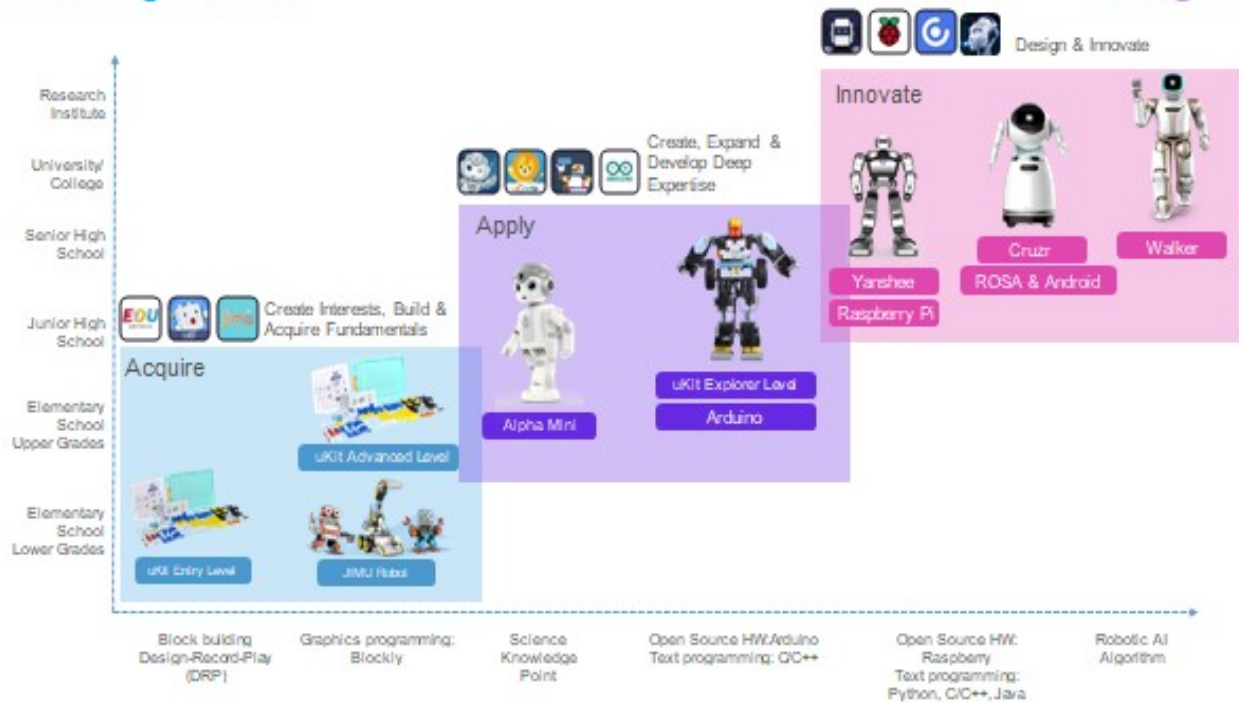 Design & Innovate
Innovate
Research
Institute
University/
College
Senior High
School
Junior High
School
Elementary
School
Upper Grades
Elementary
School
Lower Grades
Create, Expand &
Develop Deep
Expertise
Apply
Yanshee
Raspberry Pi
Cruzr
ROSA & Android
Walker
EDU
Create Interests, Build &
Acquire Fundamentals
Acquire
uKit Advanced Level
uKit Entry Level
JIMU Robot
Alpha Mini
uKit Explorer Level
Arduino
Block building
Design-Record-Play
(DRP)
Graphics programming:
Blockly
Science
Knowledge
Point
Open Source HW:Arduino
Text programming: C/C++
Open Source HW:
Raspberry
Text programming:
Python, C/C++, Java
Robotic AI
Algorithm